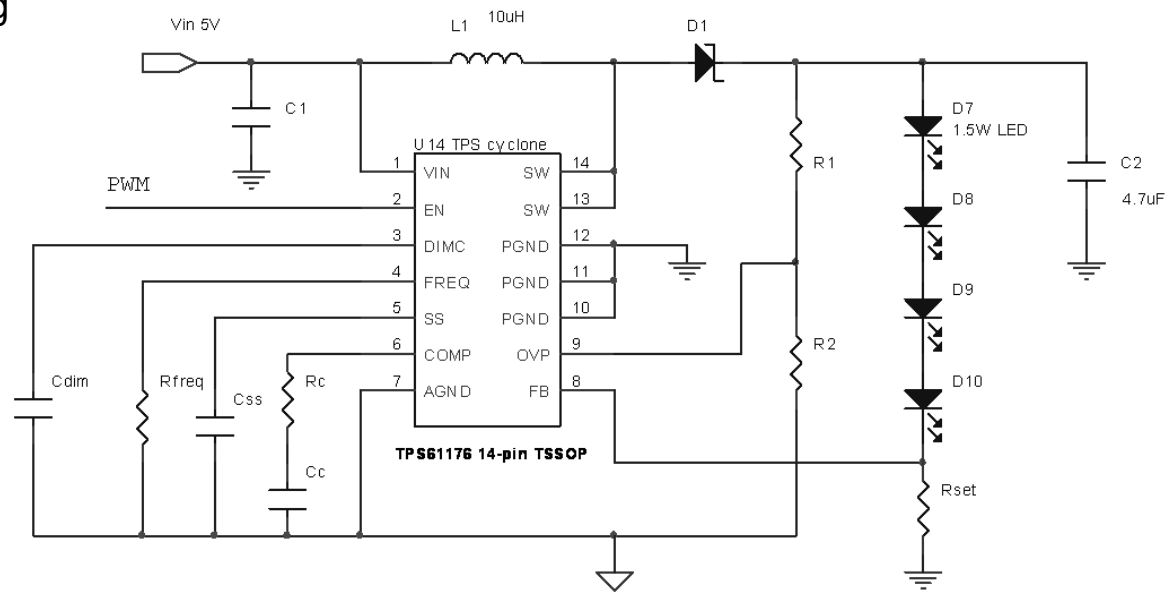 g
Vin 5V
L1
10uH
D1
C1
U14 TPS cyclone
D7
1.5W LED
R1
C2
4.7uF
PWM
1
VIN
SW
14
2
EN
SW
13
3
DIMC
PGND
12
4
FREQ
PGND
11
5
SS
PGND
10
6
COMP
OVP
9
7
AGND
FB
8
D8
D9
R2
D10
Cdim
Rfreq
Css
Rc
Cc
TPS61176 14-pin TSSOP
Rset